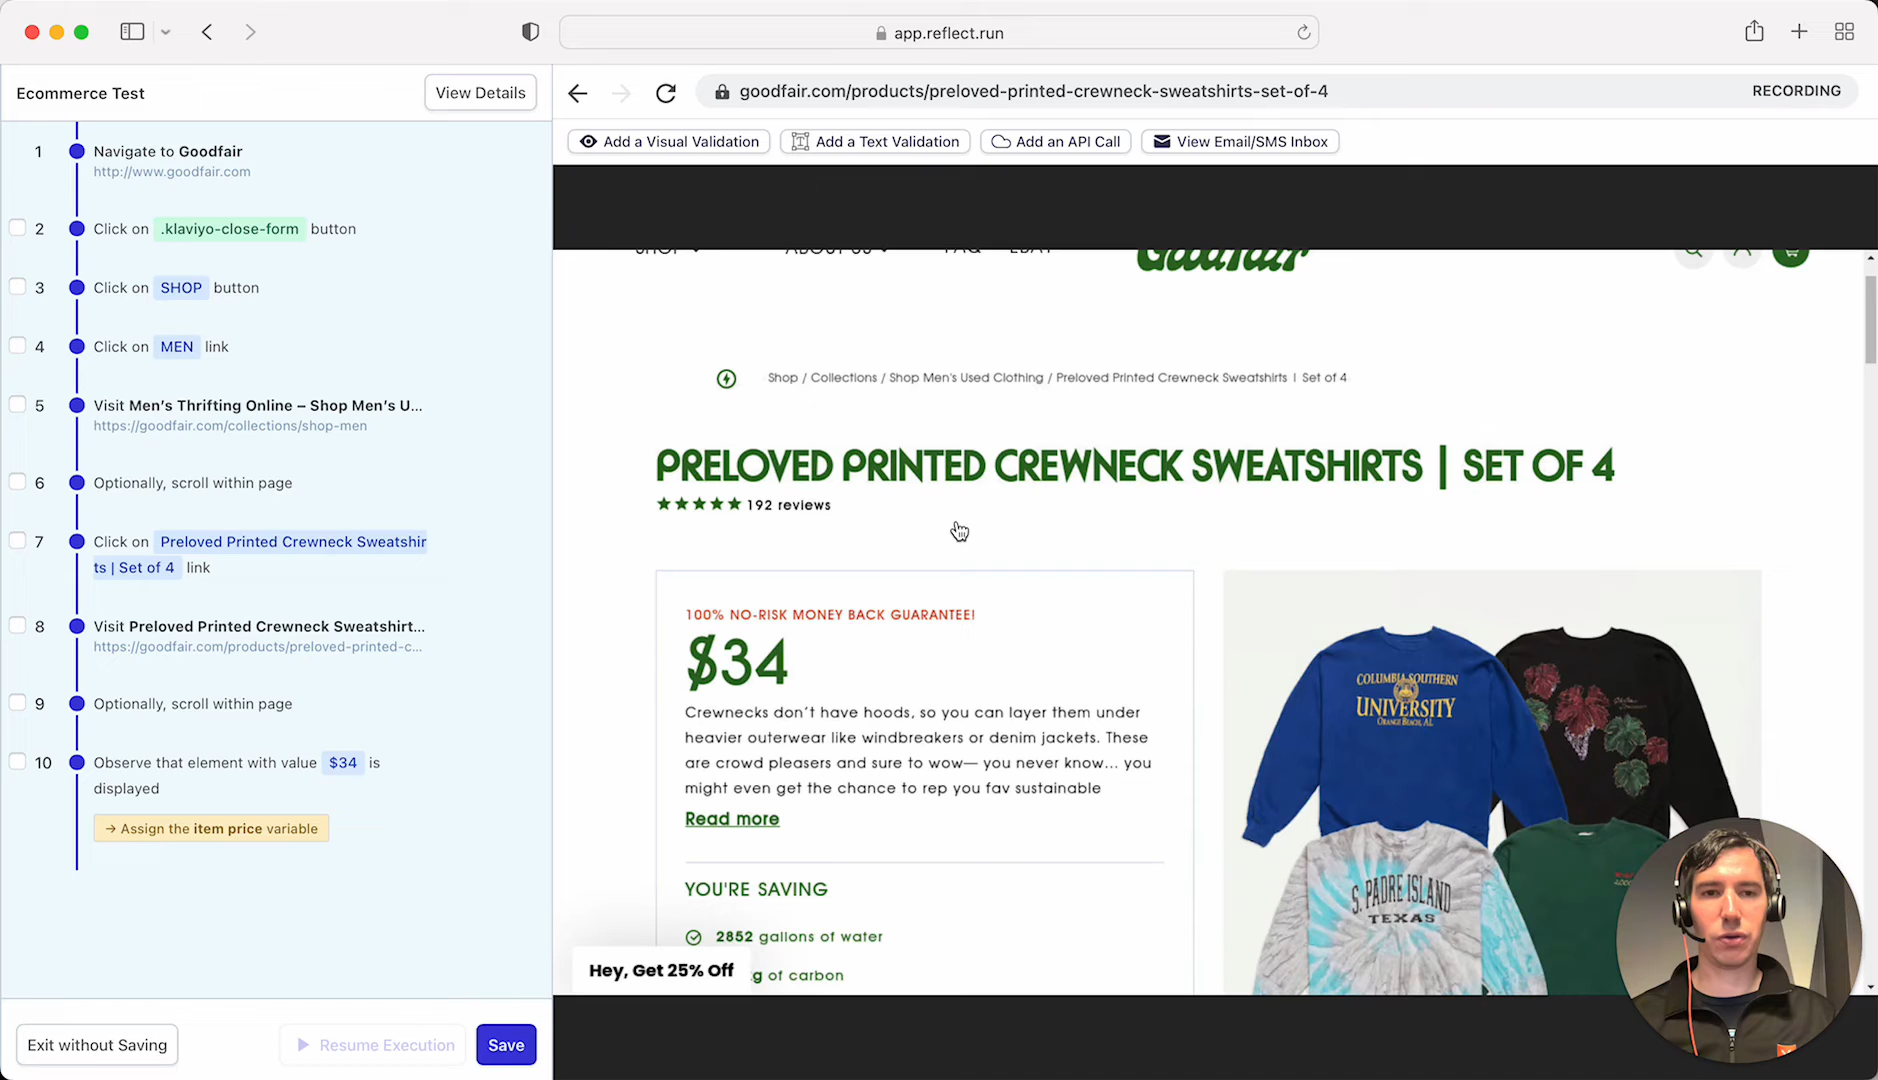 app.reflect.run
Ecommerce Test
View Details
goodfair.com/products/preloved-printed-crewneck-sweatshirts-set-of-4
RECORDING
Add a Visual Validation
Add a Text Validation
Add an API Call
View Email/SMS Inbox
1 Navigate to Goodfair
http://www.goodfair.com
2 Click on .klaviyo-close-form button
3 Click on SHOP button
4 Click on MEN link
5 Visit Men's Thrifting Online – Shop Men's U...
https://goodfair.com/collections/shop-men
6 Optionally, scroll within page
7 Click on Preloved Printed Crewneck Sweatshir
ts | Set of 4 link
8 Visit Preloved Printed Crewneck Sweatshirt...
https://goodfair.com/products/preloved-printed-c...
9 Optionally, scroll within page
10 Observe that element with value $34 is
displayed
→ Assign the item price variable
Exit without Saving
Resume Execution
Save
SHOP ABOUT US FAQ EBAY
Goodfair
Shop / Collections / Shop Men's Used Clothing / Preloved Printed Crewneck Sweatshirts | Set of 4
PRELOVED PRINTED CREWNECK SWEATSHIRTS | SET OF 4
192 reviews
100% NO-RISK MONEY BACK GUARANTEE!
$34
Crewnecks don't have hoods, so you can layer them under
heavier outerwear like windbreakers or denim jackets. These
are crowd pleasers and sure to wow— you never know... you
might even get the chance to rep you fav sustainable
Read more
YOU'RE SAVING
2852 gallons of water
g of carbon
Hey, Get 25% Off
COLUMBIA SOUTHERN
UNIVERSITY
ORANGE BEACH, AL
S. PADRE ISLAND
TEXAS